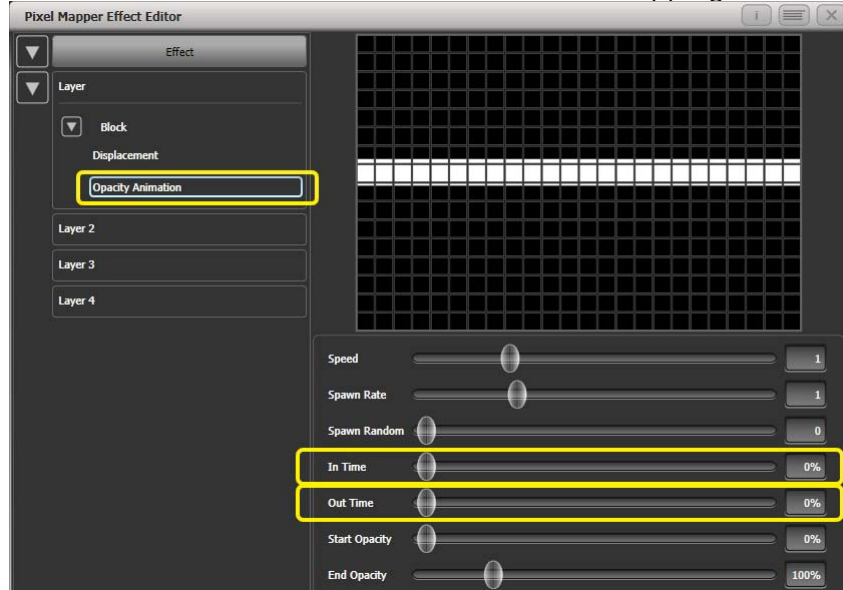 Pixel Mapper Effect Editor
Effect
Layer
Block
Displacement
Opacity Animation
Layer 2
Layer 3
Layer 4
Speed 1
Spawn Rate 1
Spawn Random 0
In Time 0%
Out Time 0%
Start Opacity 0%
End Opacity 100%